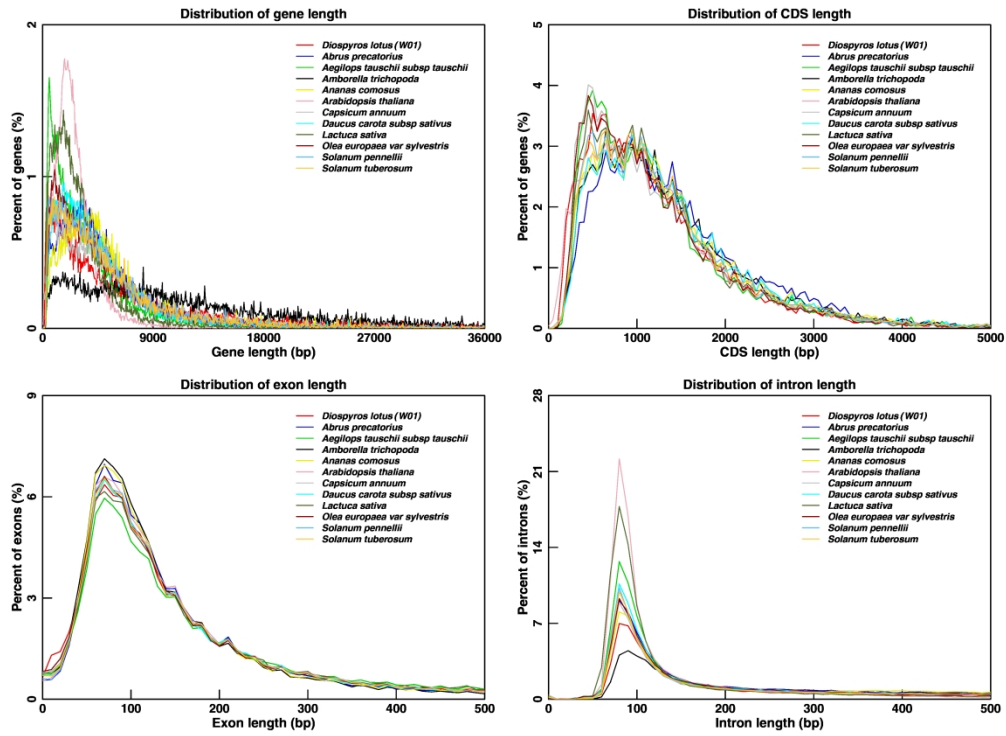 Distribution of gene length
2
1
0
Percent of genes (%)
Diospyros lotus (W01)
Abrus precatorius
Aegilops tauschii subsp tauschii
Amborella trichopoda
Ananas comosus
Arabidopsis thaliana
Capsicum annuum
Daucus carota subsp sativus
Lactuca sativa
Olea europaea var sylvestris
Solanum pennellii
Solanum tuberosum
0 9000 18000 27000 36000
Gene length (bp)
Distribution of CDS length
5
4
3
2
1
0
Percent of genes (%)
Diospyros lotus (W01)
Abrus precatorius
Aegilops tauschii subsp tauschii
Amborella trichopoda
Ananas comosus
Arabidopsis thaliana
Capsicum annuum
Daucus carota subsp sativus
Lactuca sativa
Olea europaea var sylvestris
Solanum pennellii
Solanum tuberosum
0 1000 2000 3000 4000 5000
CDS length (bp)
Distribution of exon length
9
6
3
0
Percent of exons (%)
Diospyros lotus (W01)
Abrus precatorius
Aegilops tauschii subsp tauschii
Amborella trichopoda
Ananas comosus
Arabidopsis thaliana
Capsicum annuum
Daucus carota subsp sativus
Lactuca sativa
Olea europaea var sylvestris
Solanum pennellii
Solanum tuberosum
0 100 200 300 400 500
Exon length (bp)
Distribution of intron length
28
21
14
7
0
Percent of introns (%)
Diospyros lotus (W01)
Abrus precatorius
Aegilops tauschii subsp tauschii
Amborella trichopoda
Ananas comosus
Arabidopsis thaliana
Capsicum annuum
Daucus carota subsp sativus
Lactuca sativa
Olea europaea var sylvestris
Solanum pennellii
Solanum tuberosum
0 100 200 300 400 500
Intron length (bp)